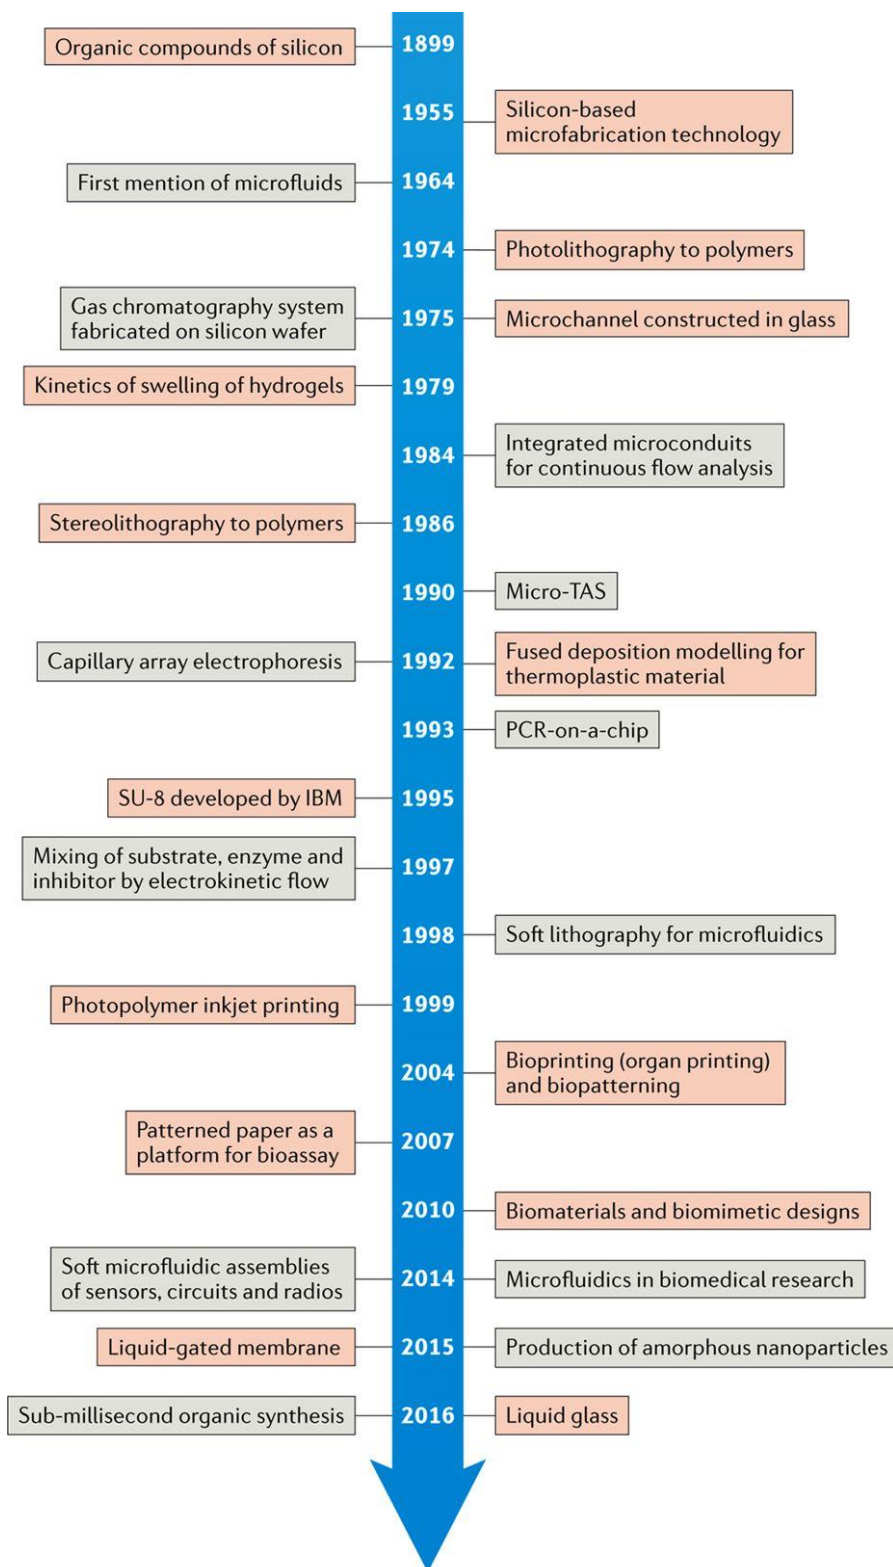 Organic compounds of silicon
1899
1955
Silicon-based
microfabrication technology
First mention of microfluids
1964
1974
Photolithography to polymers
Gas chromatography system
fabricated on silicon wafer
1975
Microchannel constructed in glass
Kinetics of swelling of hydrogels
1979
1984
Integrated microconduits
for continuous flow analysis
Stereolithography to polymers
1986
1990
Micro-TAS
Capillary array electrophoresis
1992
Fused deposition modelling for
thermoplastic material
1993
PCR-on-a-chip
SU-8 developed by IBM
1995
Mixing of substrate, enzyme and
inhibitor by electrokinetic flow
1997
1998
Soft lithography for microfluidics
Photopolymer inkjet printing
1999
2004
Bioprinting (organ printing)
and biopatterning
Patterned paper as a
platform for bioassay
2007
2010
Biomaterials and biomimetic designs
Soft microfluidic assemblies
of sensors, circuits and radios
2014
Microfluidics in biomedical research
Liquid-gated membrane
2015
Production of amorphous nanoparticles
Sub-millisecond organic synthesis
2016
Liquid glass